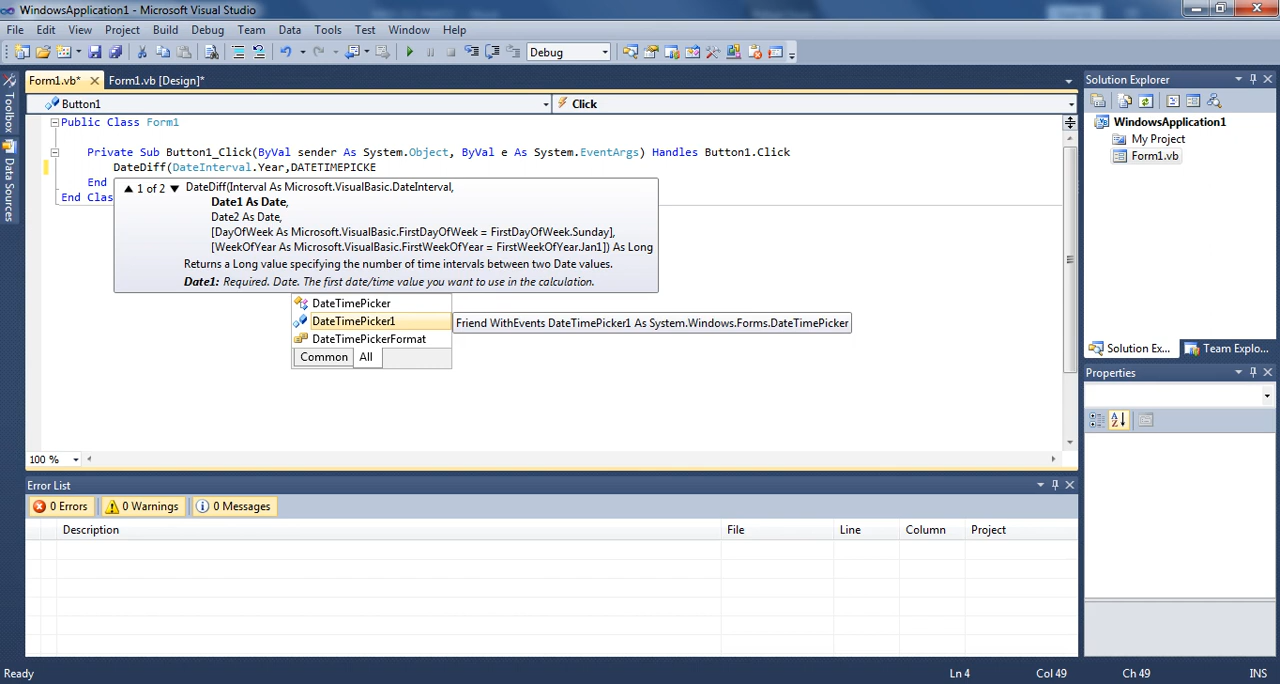 WindowsApplication1 - Microsoft Visual Studio
File Edit View Project Build Debug Team Data Tools Test Window Help
Debug
Toolbox
Data Sources
Form1.vb* Form1.vb [Design]*
Button1 Click
Public Class Form1
Private Sub Button1_Click(ByVal sender As System.Object, ByVal e As System.EventArgs) Handles Button1.Click
DateDiff(DateInterval.Year,DATETIMEPICKE
End
End Clas
1 of 2 DateDiff(Interval As Microsoft.VisualBasic.DateInterval,
Date1 As Date,
Date2 As Date,
[DayOfWeek As Microsoft.VisualBasic.FirstDayOfWeek = FirstDayOfWeek.Sunday],
[WeekOfYear As Microsoft.VisualBasic.FirstWeekOfYear = FirstWeekOfYear.Jan1]) As Long
Returns a Long value specifying the number of time intervals between two Date values.
Date1: Required. Date. The first date/time value you want to use in the calculation.
DateTimePicker
DateTimePicker1
DateTimePickerFormat
Common All
Friend WithEvents DateTimePicker1 As System.Windows.Forms.DateTimePicker
100 %
Error List
0 Errors 0 Warnings 0 Messages
Description File Line Column Project
Solution Explorer
WindowsApplication1
My Project
Form1.vb
Solution Ex... Team Explo...
Properties
Ready Ln 4 Col 49 Ch 49 INS